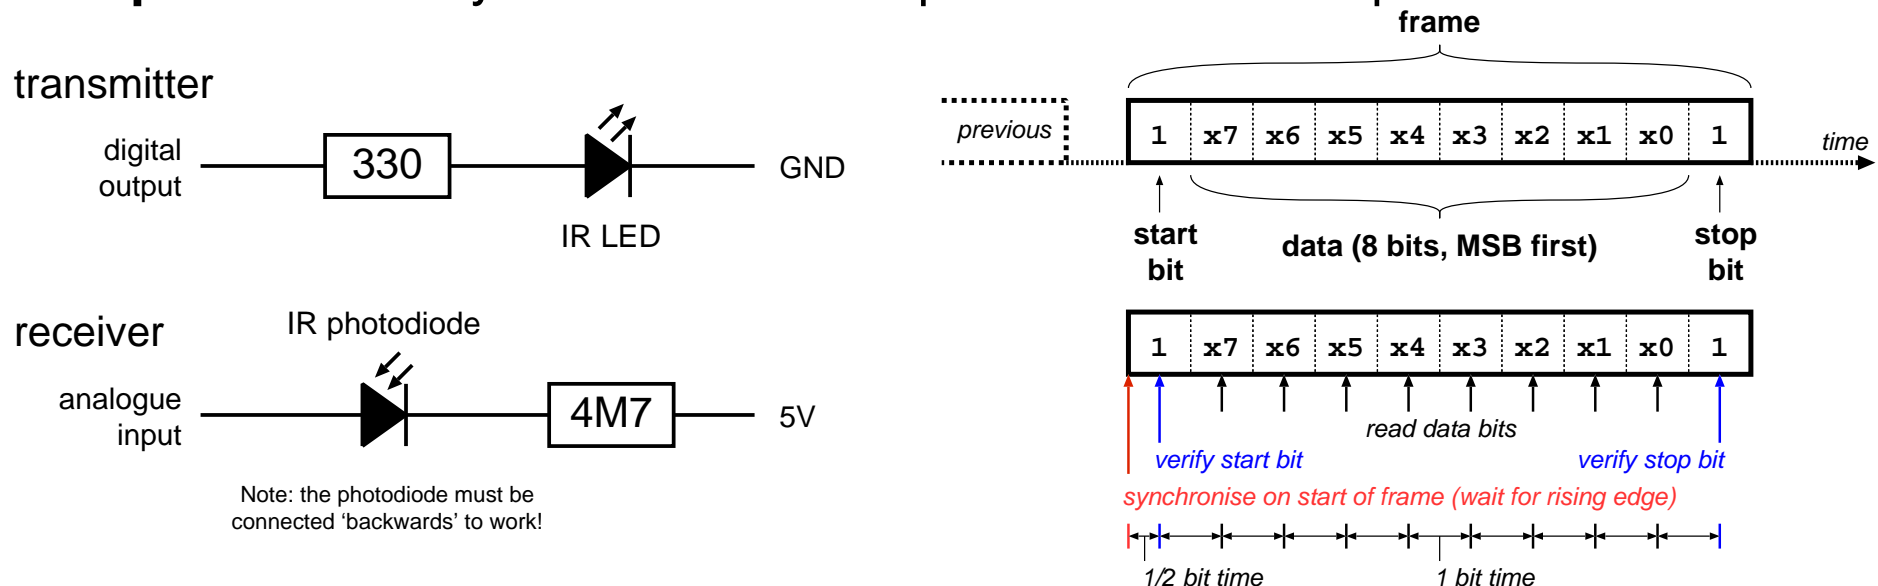 transmitter
digital
output
330
GND
IR LED
receiver
IR photodiode
analogue
input
4M7
5V
Note: the photodiode must be
connected ‘backwards’ to work!
frame
previous
1 x7 x6 x5 x4 x3 x2 x1 x0 1
time
start
bit
data (8 bits, MSB first)
stop
bit
1 x7 x6 x5 x4 x3 x2 x1 x0 1
read data bits
verify start bit
verify stop bit
synchronise on start of frame (wait for rising edge)
1/2 bit time
1 bit time